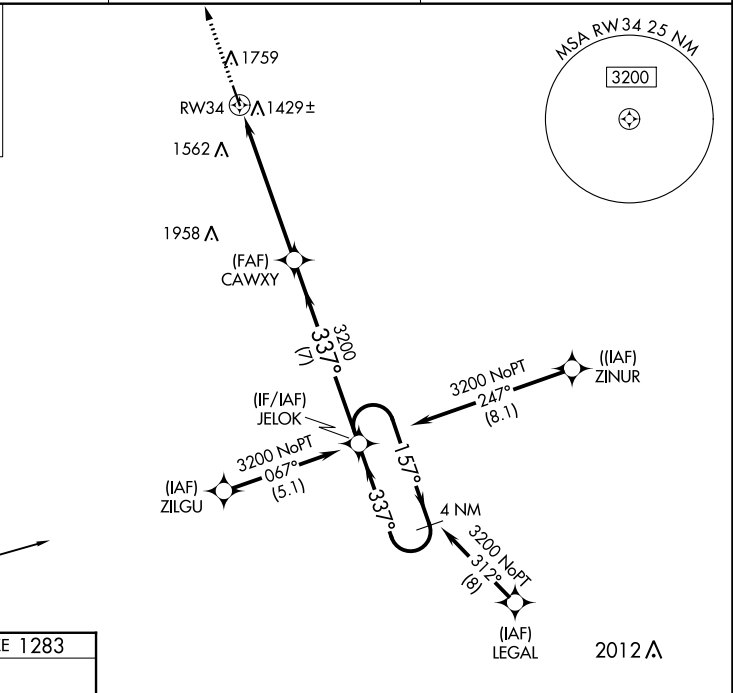 1759
MSA RW34 25 NM
3200
RW34
1429±
1562
1958
(FAF)
CAWXY
3200
337°
(7)
((IAF)
ZINUR
3200 NoPT
247°
(8.1)
(IF/IAF)
JELOK
3200 NoPT
067°
(5.1)
(IAF)
ZILGU
157°
337°
4 NM
3200 NoPT
312°
(8)
(IAF)
LEGAL
2012
E 1283